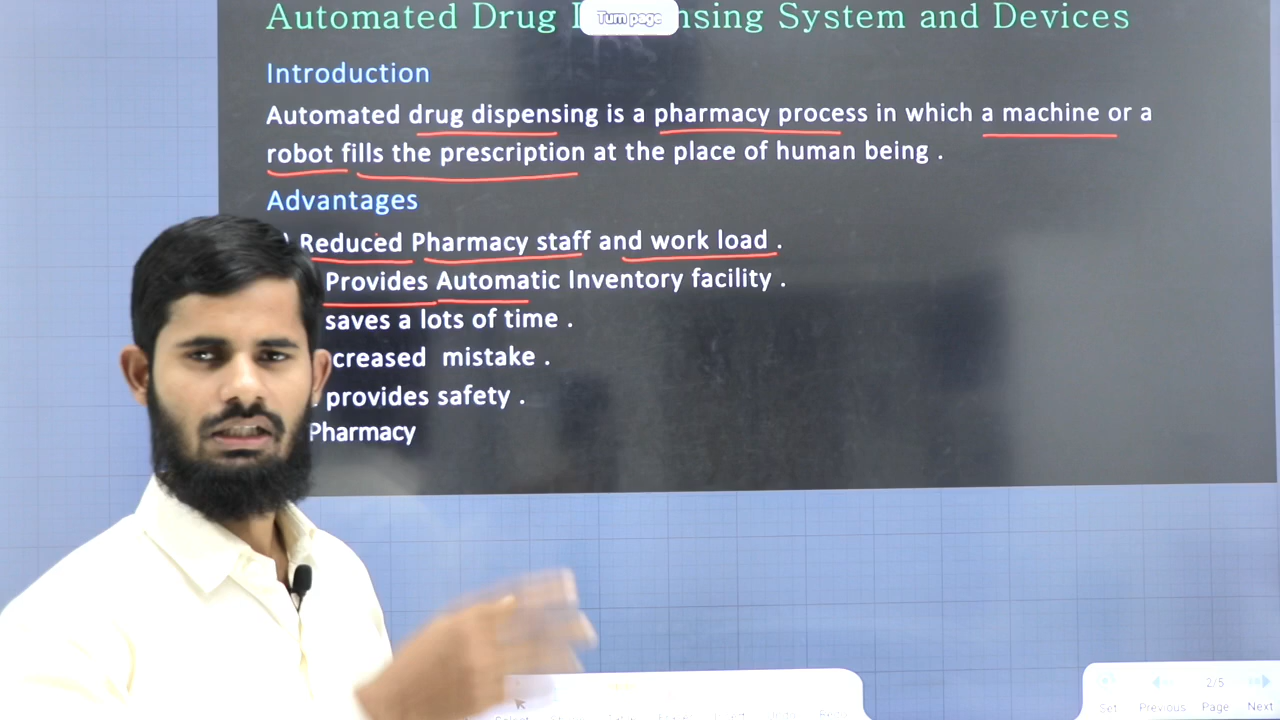 Automated Drug nsing System and Devices
Turn page
Introduction
Automated drug dispensing is a pharmacy process in which a machine or a
robot fills the prescription at the place of human being .
Advantages
) Reduced Pharmacy staff and work load .
Provides Automatic Inventory facility .
saves a lots of time .
creased mistake .
. provides safety .
Pharmacy
2/5
Select
Set Previous Page Next